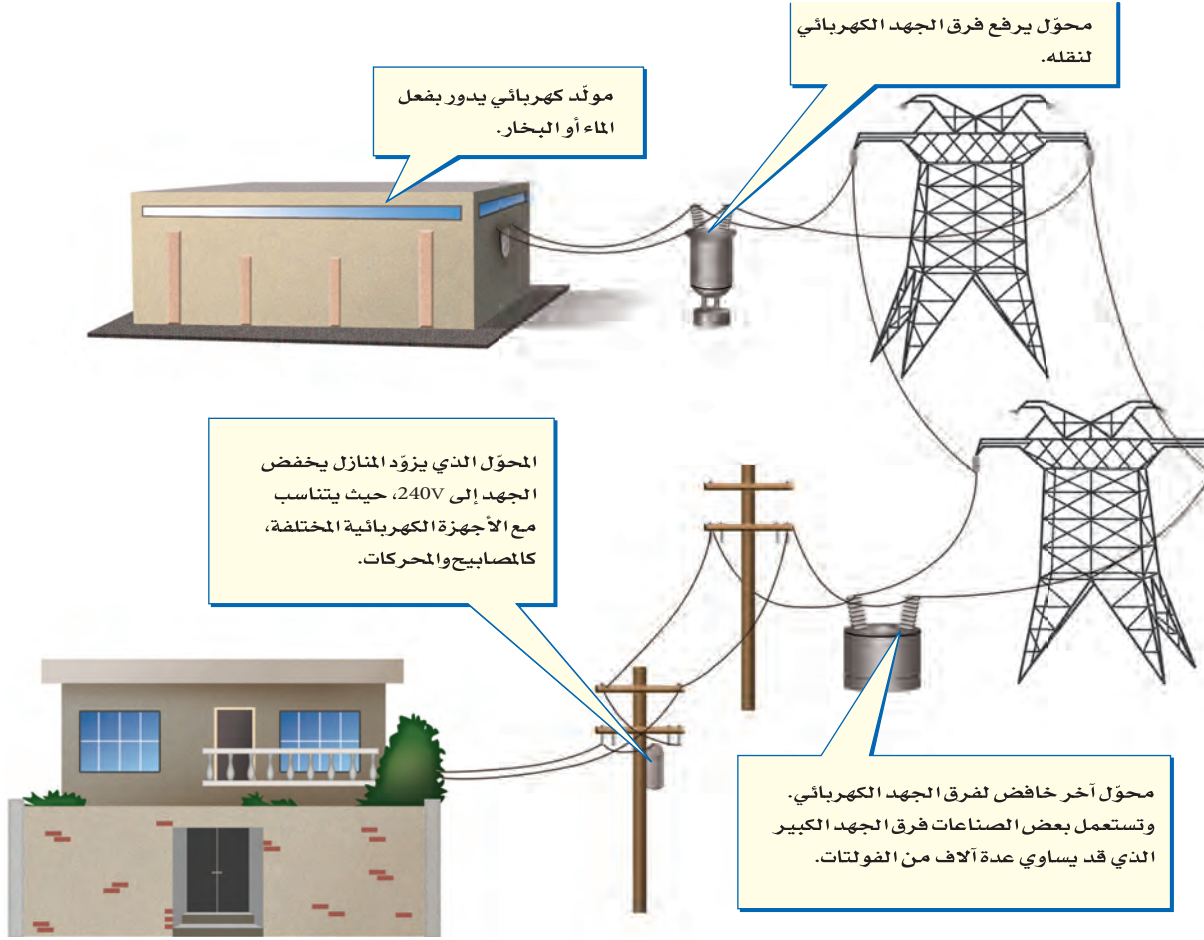 محوّل يرفع فرق الجهد الكهربائي
لنقله.
مولّد كهربائي يدور بفعل
الماء أو البخار.
المحوّل الذي يزوّد المنازل يخفض
الجهد إلى 240V، حيث يتناسب
مع الأجهزة الكهربائية المختلفة،
كالمصابيح والمحركات.
محوّل آخر خافض لفرق الجهد الكهربائي.
وتستعمل بعض الصناعات فرق الجهد الكبير
الذي قد يساوي عدة آلاف من الفولتات.